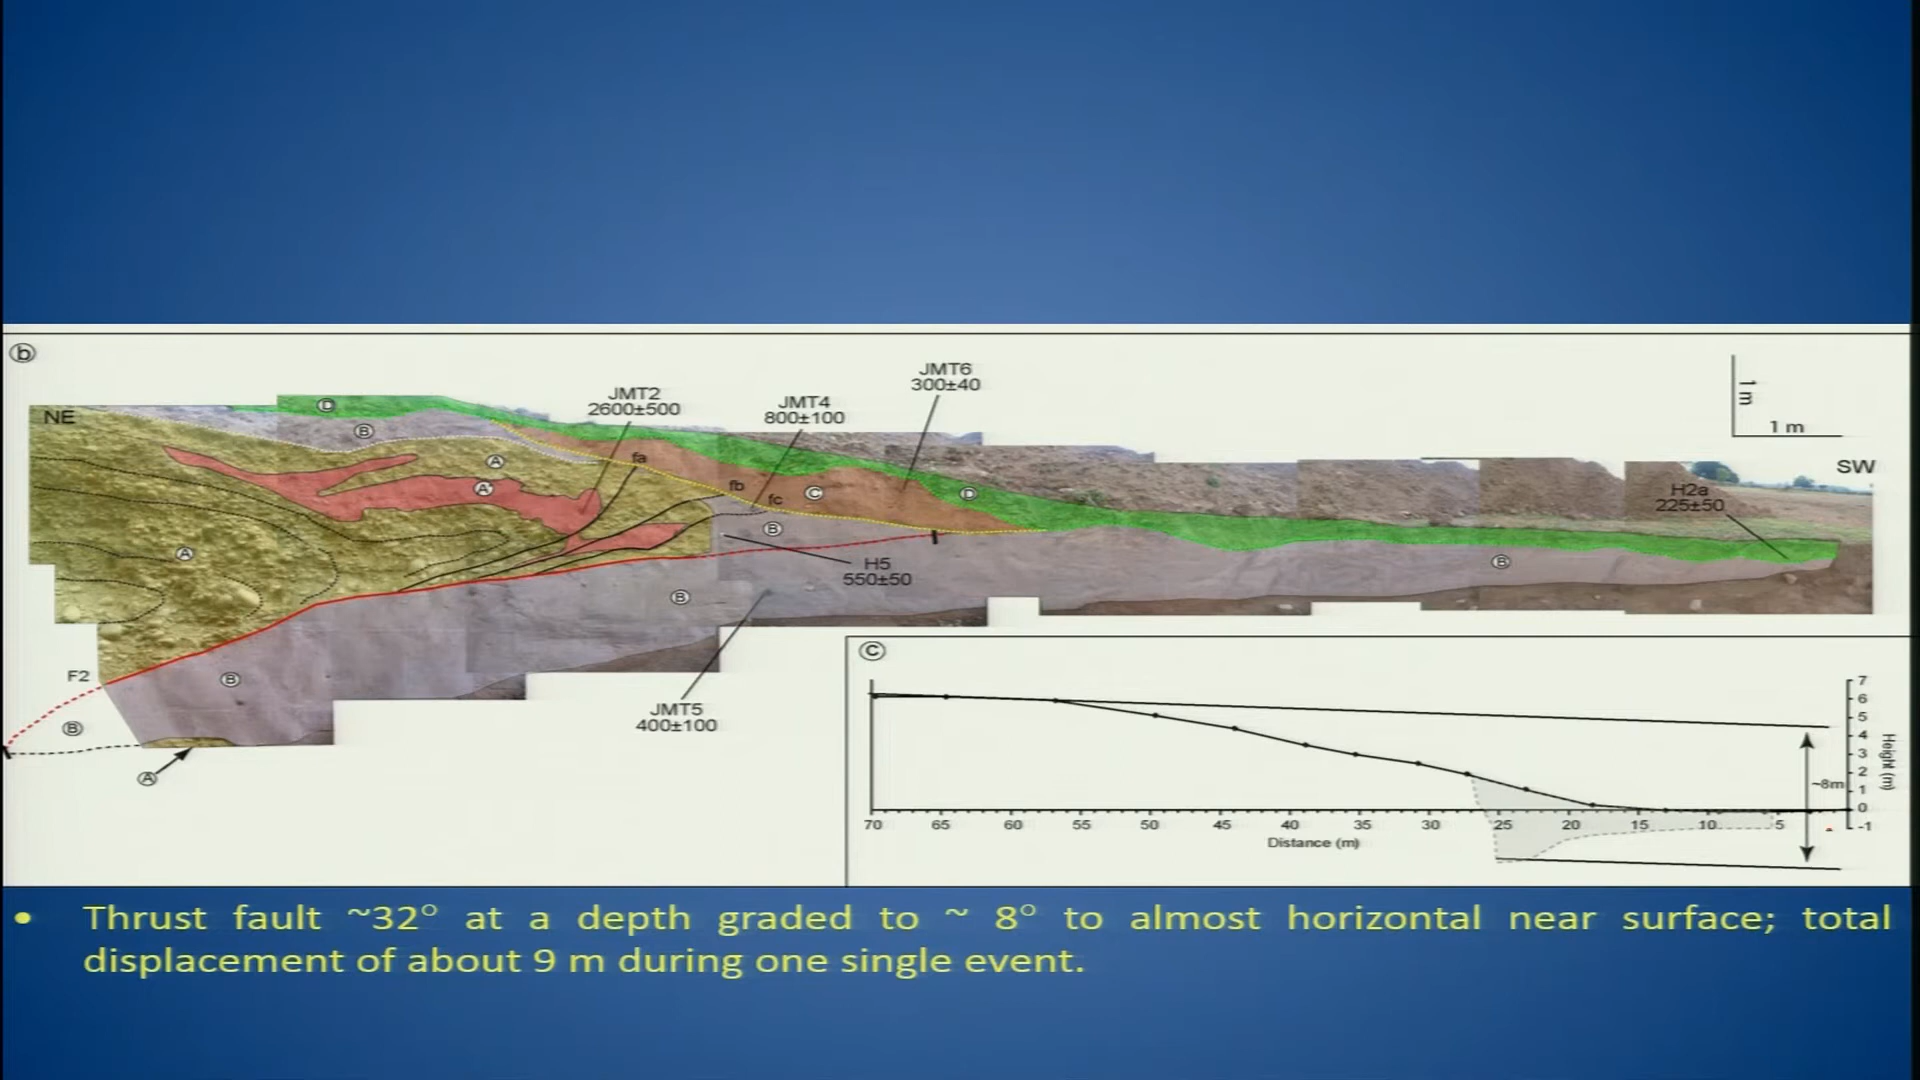 b
NE
D
B
A
A
A
JMT2
2600±500
JMT4
800±100
JMT6
300±40
1 m
1 m
SW
H2a
225±50
fa
fb
fc
C
D
B
B
H5
550±50
B
B
F2
B
A
JMT5
400±100
C
7
6
5
4
3
2
1
0
-1
Height (m)
~8m
70 65 60 55 50 45 40 35 30 25 20 15 10 5
Distance (m)
• Thrust fault ~32° at a depth graded to ~ 8° to almost horizontal near surface; total
displacement of about 9 m during one single event.